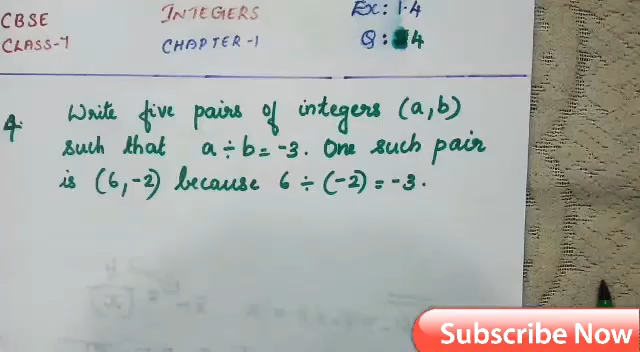 CBSE INTEGERS Ex: 1.4
CLASS-7 CHAPTER-1 Q: 4
4. Write five pairs of integers (a,b)
such that a ÷ b = -3. One such pair
is (6,-2) because 6 ÷ (-2) = -3.
Subscribe Now